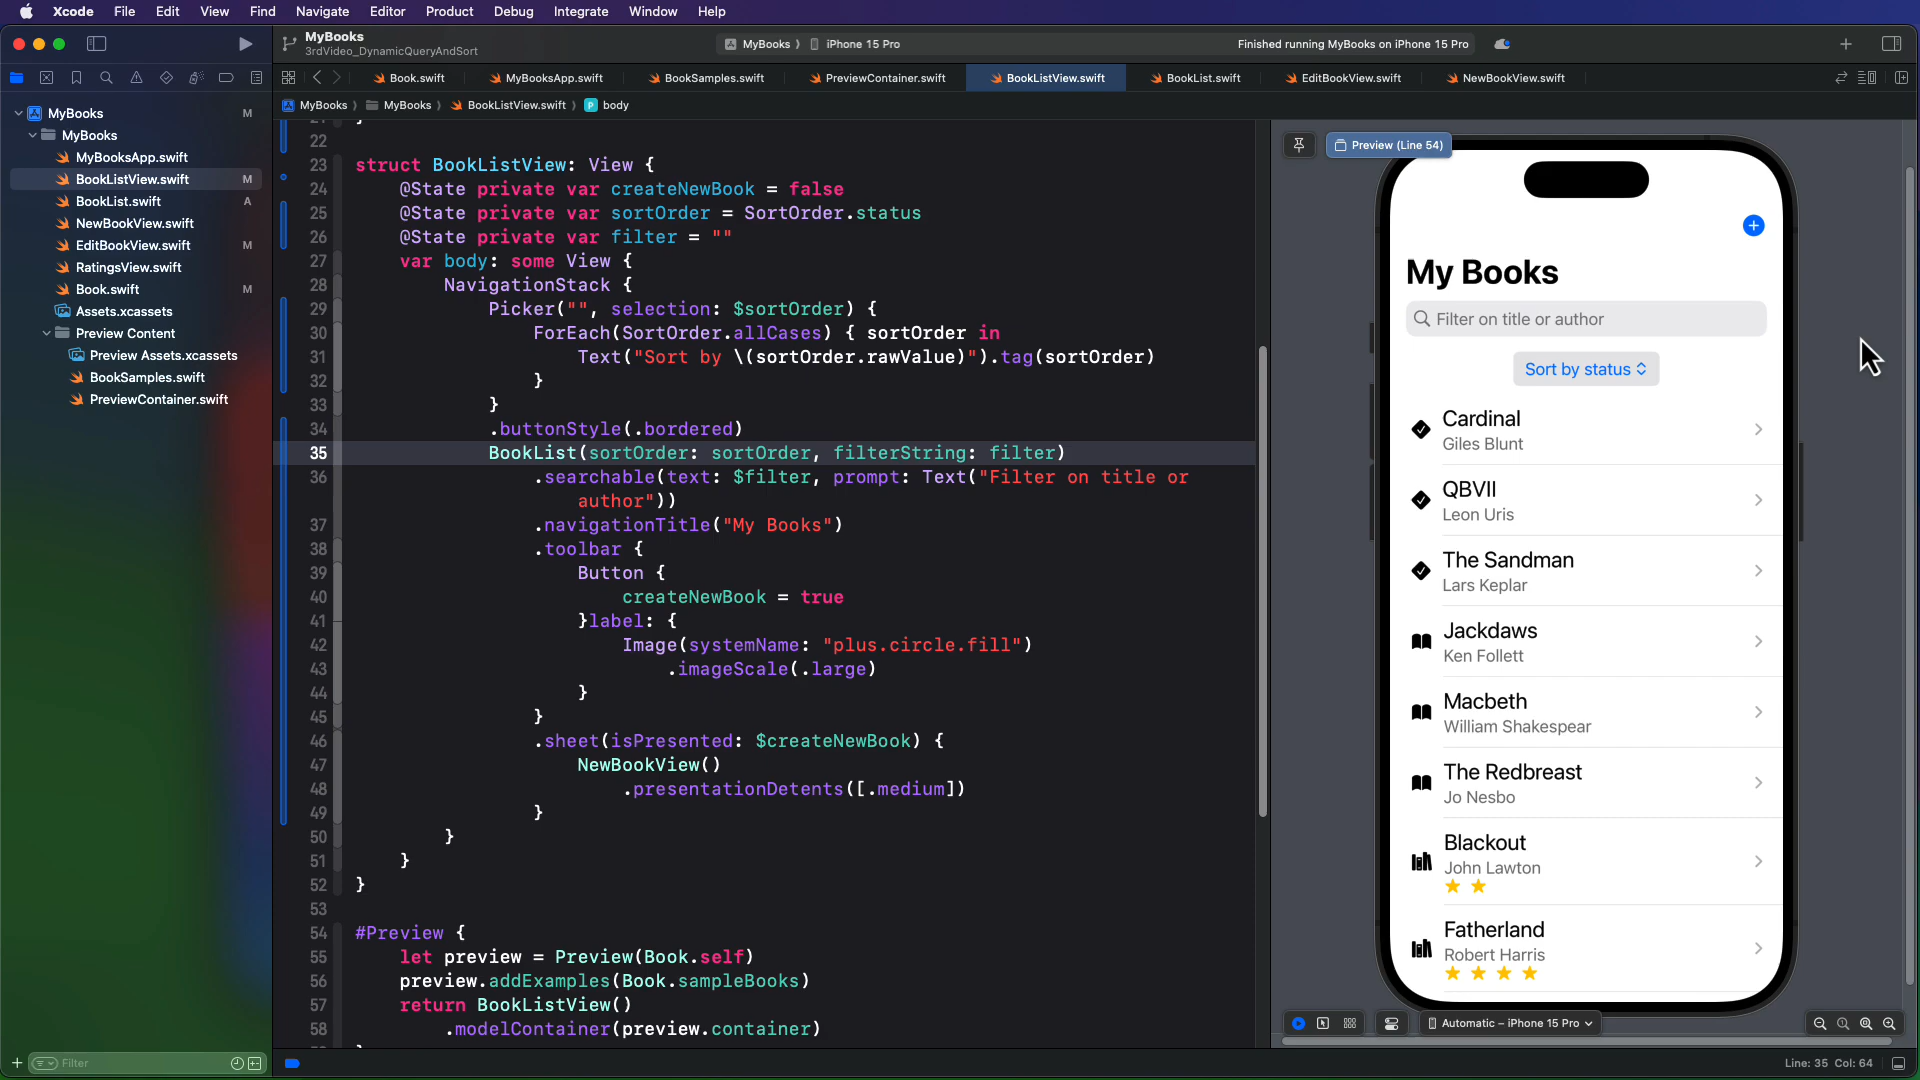 Xcode File Edit View Find Navigate Editor Product Debug Integrate Window Help
MyBooks
3rdVideo_DynamicQueryAndSort
MyBooks iPhone 15 Pro
Finished running MyBooks on iPhone 15 Pro
Book.swift MyBooksApp.swift BookSamples.swift PreviewContainer.swift BookListView.swift BookList.swift EditBookView.swift NewBookView.swift
MyBooks MyBooks BookListView.swift P body
MyBooks M
MyBooks
MyBooksApp.swift
BookListView.swift M
BookList.swift A
NewBookView.swift
EditBookView.swift M
RatingsView.swift
Book.swift M
Assets.xcassets
Preview Content
Preview Assets.xcassets
BookSamples.swift
PreviewContainer.swift
Filter
22
23 struct BookListView: View {
24 @State private var createNewBook = false
25 @State private var sortOrder = SortOrder.status
26 @State private var filter = ""
27 var body: some View {
28 NavigationStack {
29 Picker("", selection: $sortOrder) {
30 ForEach(SortOrder.allCases) { sortOrder in
31 Text("Sort by \(sortOrder.rawValue)").tag(sortOrder)
32 }
33 }
34 .buttonStyle(.bordered)
35 BookList(sortOrder: sortOrder, filterString: filter)
36 .searchable(text: $filter, prompt: Text("Filter on title or
author"))
37 .navigationTitle("My Books")
38 .toolbar {
39 Button {
40 createNewBook = true
41 }label: {
42 Image(systemName: "plus.circle.fill")
43 .imageScale(.large)
44 }
45 }
46 .sheet(isPresented: $createNewBook) {
47 NewBookView()
48 .presentationDetents([.medium])
49 }
50 }
51 }
52 }
53
54 #Preview {
55 let preview = Preview(Book.self)
56 preview.addExamples(Book.sampleBooks)
57 return BookListView()
58 .modelContainer(preview.container)
Preview (Line 54)
My Books
Filter on title or author
Sort by status
Cardinal
Giles Blunt
QBVII
Leon Uris
The Sandman
Lars Keplar
Jackdaws
Ken Follett
Macbeth
William Shakespear
The Redbreast
Jo Nesbo
Blackout
John Lawton
Fatherland
Robert Harris
Automatic – iPhone 15 Pro
Line: 35 Col: 64